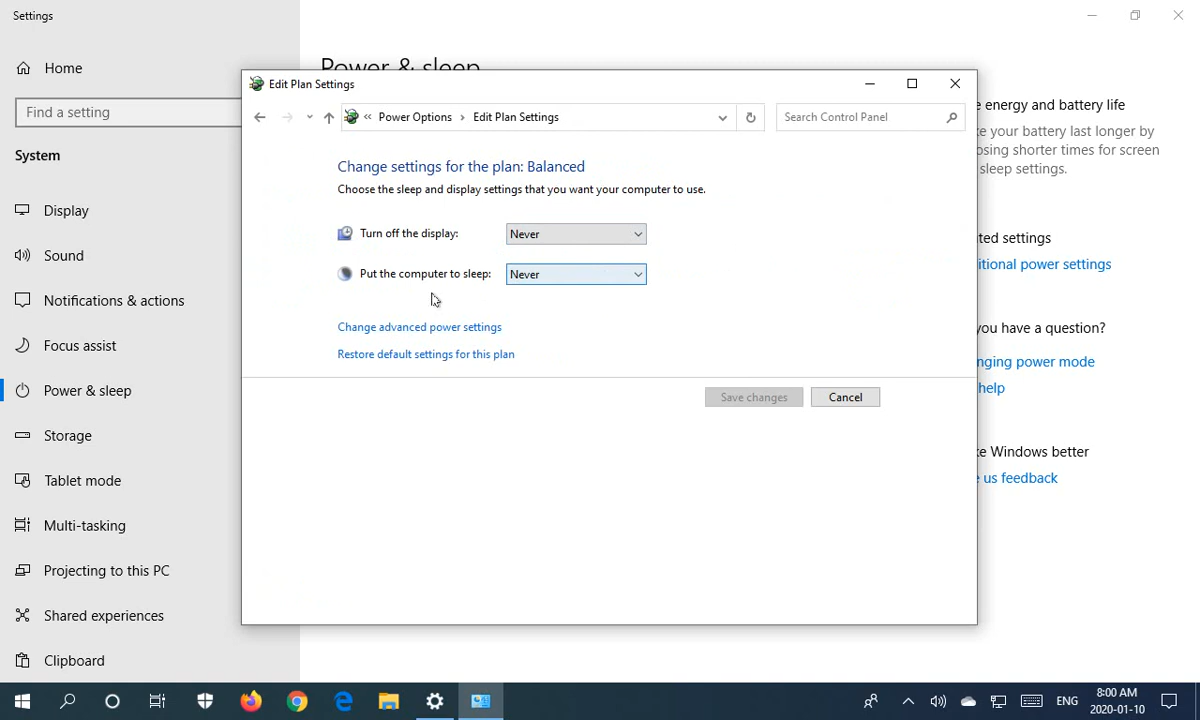 Settings
Home
Find a setting
System
Display
Sound
Notifications & actions
Focus assist
Power & sleep
Storage
Tablet mode
Multi-tasking
Projecting to this PC
Shared experiences
Clipboard
Power & sleep
Edit Plan Settings
« Power Options › Edit Plan Settings
Search Control Panel
Change settings for the plan: Balanced
Choose the sleep and display settings that you want your computer to use.
Turn off the display: Never
Put the computer to sleep: Never
Change advanced power settings
Restore default settings for this plan
Save changes
Cancel
energy and battery life
your battery last longer by
shorter times for screen
sleep settings.
settings
power settings
you have a question?
power mode
help
Windows better
us feedback
ENG
8:00 AM
2020-01-10